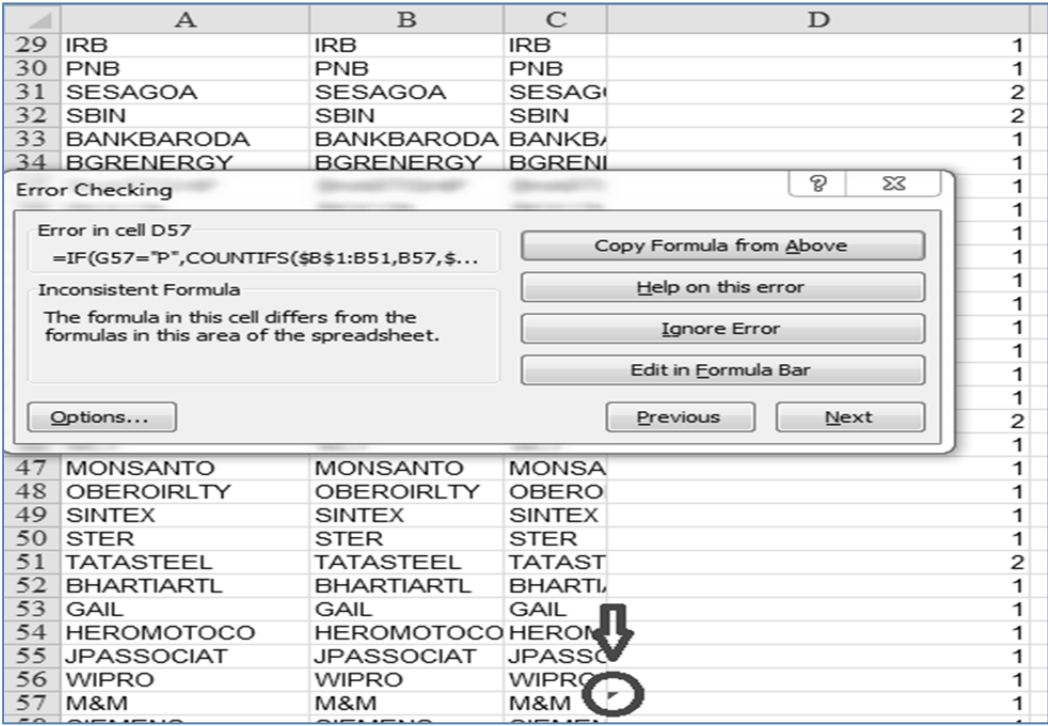 A B C D
29 IRB IRB IRB 1
30 PNB PNB PNB 1
31 SESAGOA SESAGOA SESAG 2
32 SBIN SBIN SBIN 2
33 BANKBARODA BANKBARODA BANKBA 1
34 BGRENERGY BGRENERGY BGRENE 1
Error Checking
1
1
1
1
1
1
1
1
1
1
2
1
Error in cell D57
=IF(G57="P",COUNTIFS($B$1:B51,B57,$...
Inconsistent Formula
The formula in this cell differs from the
formulas in this area of the spreadsheet.
Copy Formula from Above
Help on this error
Ignore Error
Edit in Formula Bar
Options...
Previous
Next
47 MONSANTO MONSANTO MONSA 1
48 OBEROIRLTY OBEROIRLTY OBERO 1
49 SINTEX SINTEX SINTEX 1
50 STER STER STER 1
51 TATASTEEL TATASTEEL TATAST 2
52 BHARTIARTL BHARTIARTL BHARTI 1
53 GAIL GAIL GAIL 1
54 HEROMOTOCO HEROMOTOCO HEROM 1
55 JPASSOCIAT JPASSOCIAT JPASSO 1
56 WIPRO WIPRO WIPRO 1
57 M&M M&M M&M 1